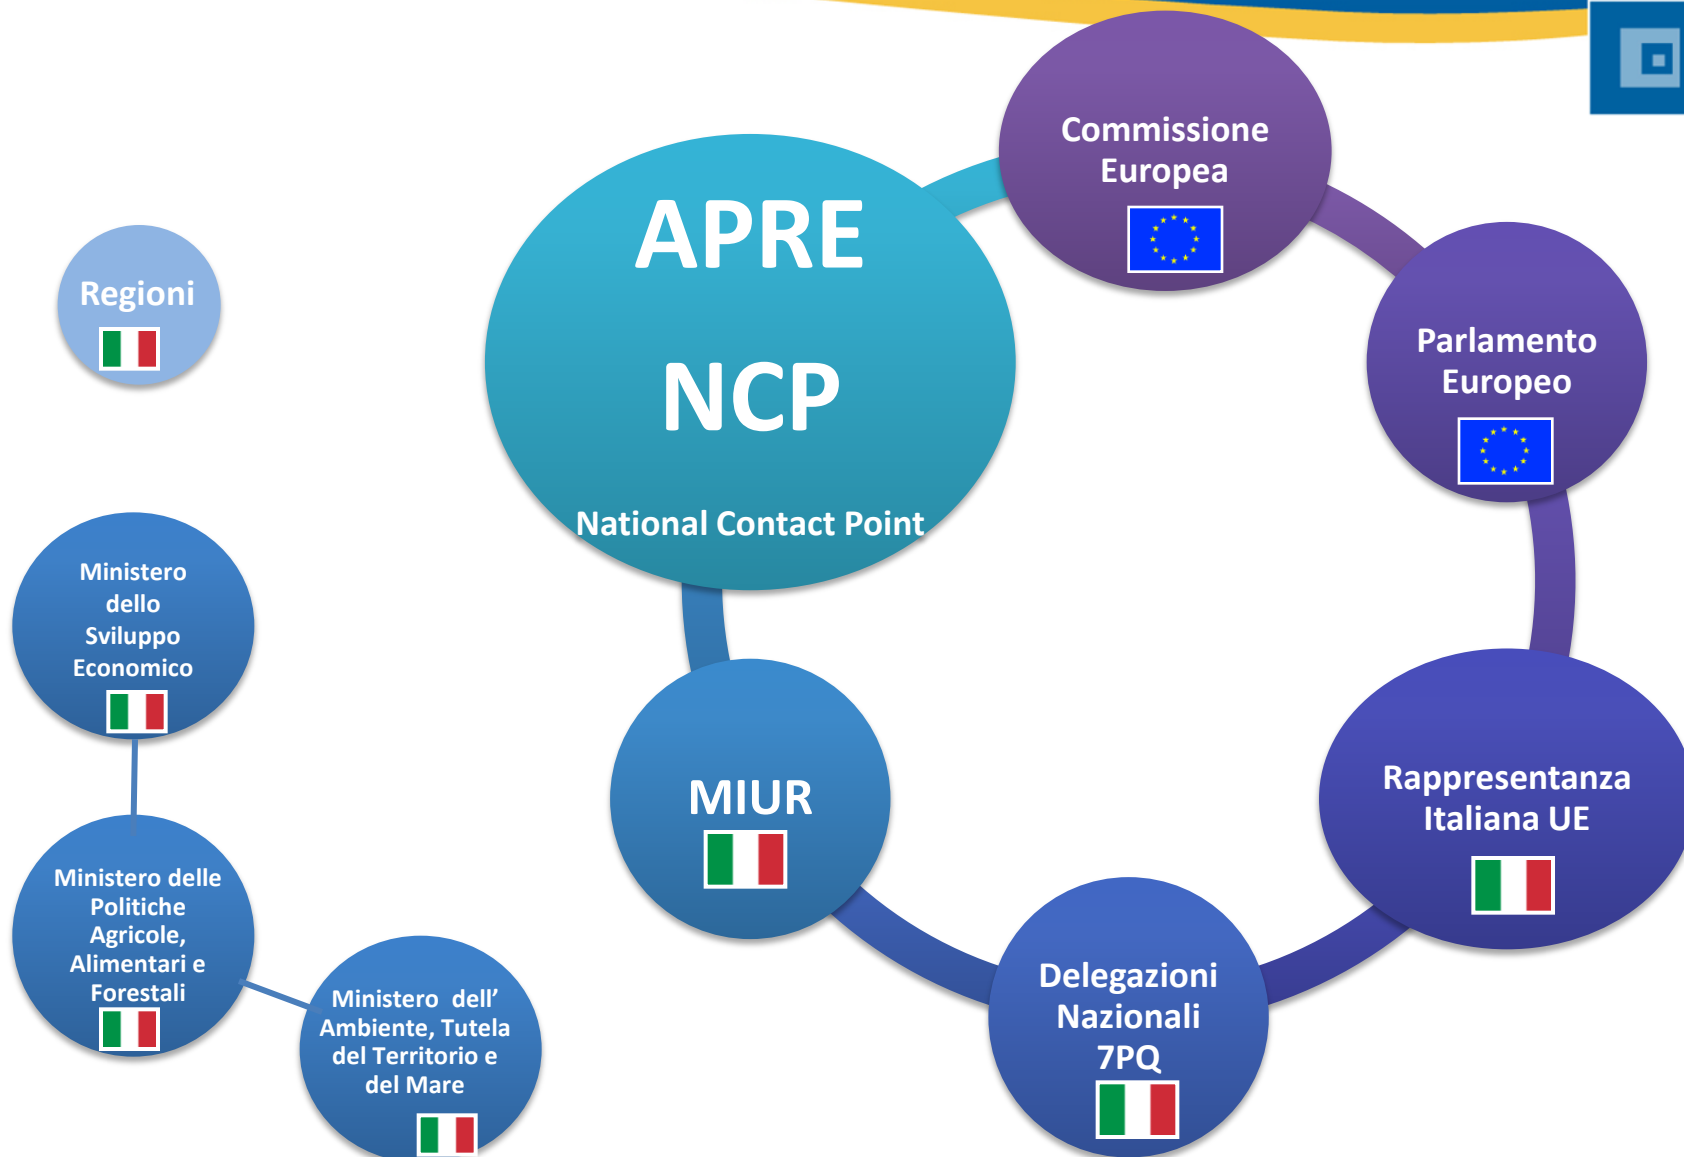 APRE
NCP
National Contact Point
Commissione
Europea
Parlamento
Europeo
Rappresentanza
Italiana UE
Delegazioni
Nazionali
7PQ
MIUR
Regioni
Ministero
dello
Sviluppo
Economico
Ministero delle
Politiche
Agricole,
Alimentari e
Forestali
Ministero  dell’
Ambiente, Tutela
del Territorio e
del Mare